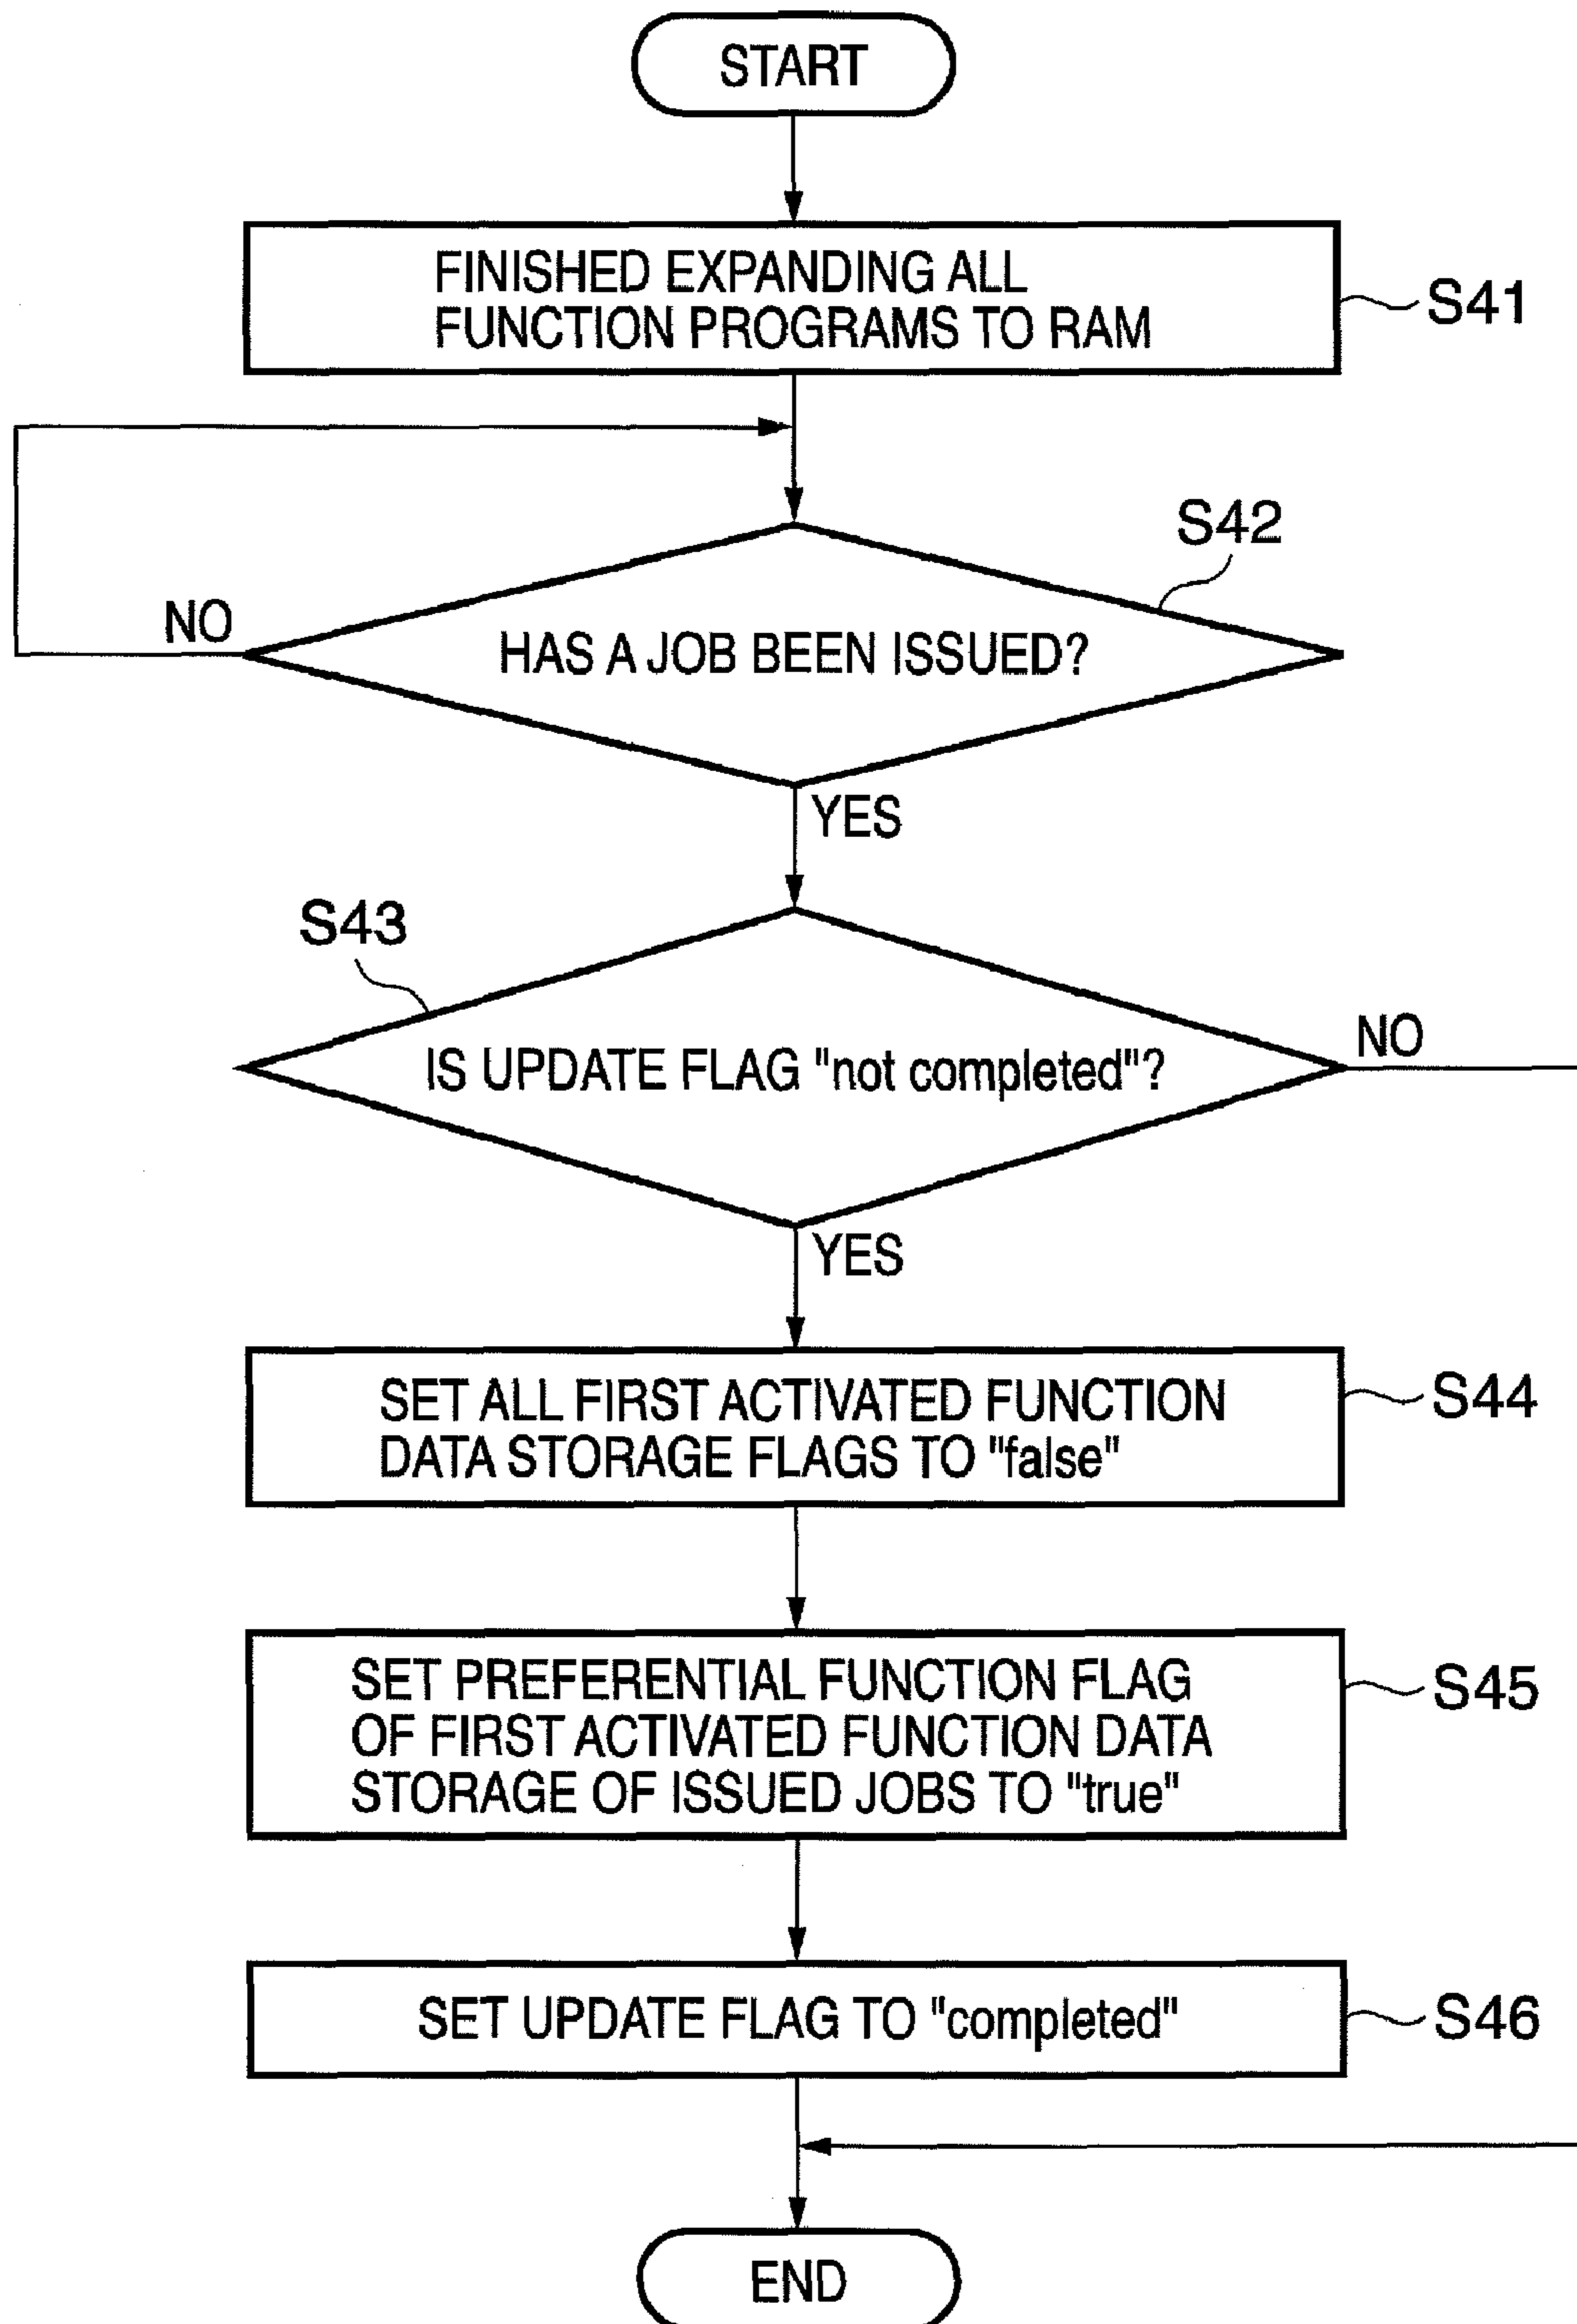 START
FINISHED EXPANDING ALL
FUNCTION PROGRAMS TO RAM
S41
S42
NO
HAS A JOB BEEN ISSUED?
YES
S43
NO
IS UPDATE FLAG "not completed"?
YES
SET ALL FIRST ACTIVATED FUNCTION
DATA STORAGE FLAGS TO "false"
S44
SET PREFERENTIAL FUNCTION FLAG
OF FIRST ACTIVATED FUNCTION DATA
STORAGE OF ISSUED JOBS TO "true"
S45
SET UPDATE FLAG TO "completed"
S46
END